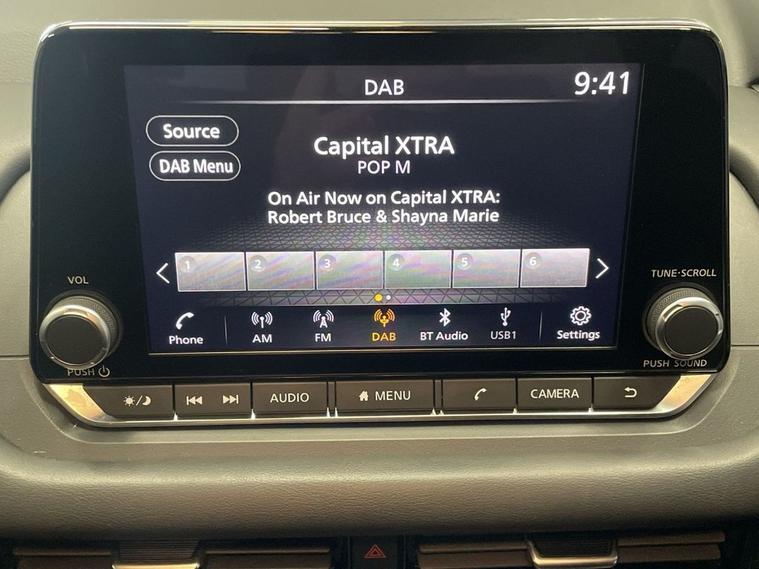 DAB
9:41
Source
DAB Menu
Capital XTRA
POP M
On Air Now on Capital XTRA:
Robert Bruce & Shayna Marie
1 2 3 4 5 6
VOL
TUNE·SCROLL
Phone
AM
FM
DAB
BT Audio
USB1
Settings
PUSH
PUSH SOUND
AUDIO
MENU
CAMERA